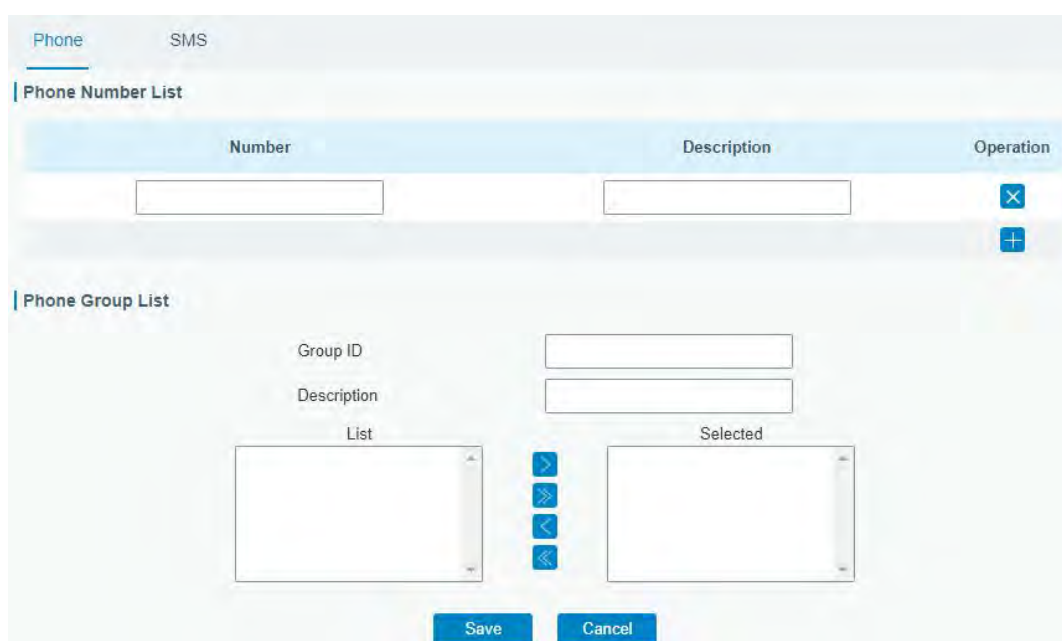 Phone SMS
Phone Number List
Number Description Operation
Phone Group List
Group ID
Description
List Selected
Save Cancel